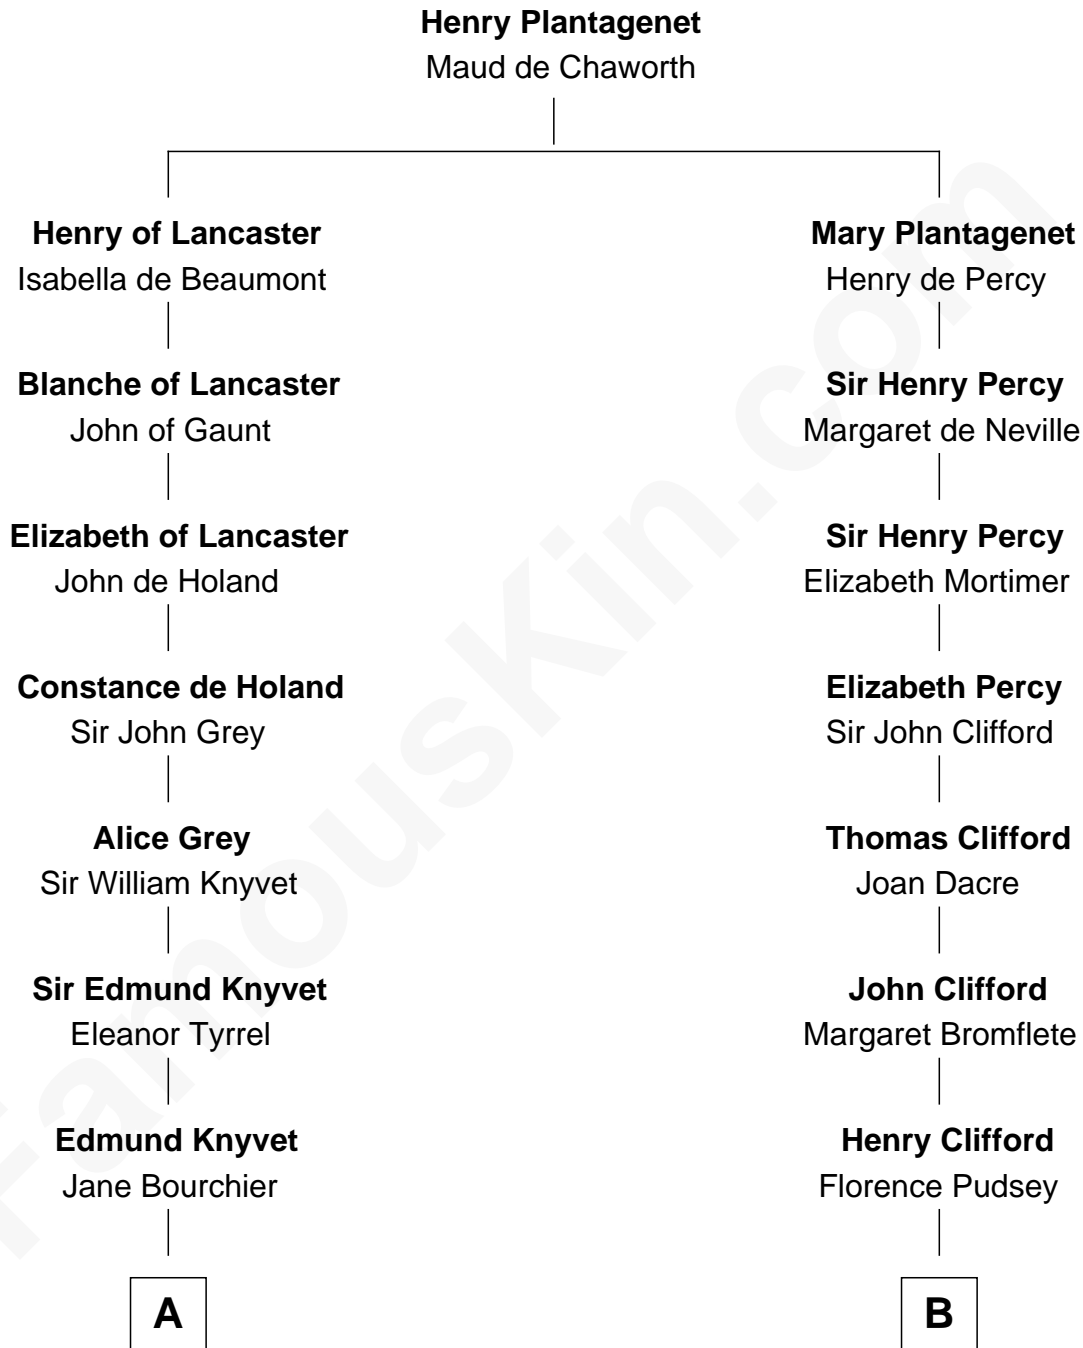 Henry Plantagenet
Maud de Chaworth
Henry of Lancaster
Isabella de Beaumont
Mary Plantagenet
Henry de Percy
Blanche of Lancaster
John of Gaunt
Sir Henry Percy
Margaret de Neville
Elizabeth of Lancaster
John de Holand
Sir Henry Percy
Elizabeth Mortimer
Constance de Holand
Sir John Grey
Elizabeth Percy
Sir John Clifford
Alice Grey
Sir William Knyvet
Thomas Clifford
Joan Dacre
Sir Edmund Knyvet
Eleanor Tyrrel
John Clifford
Margaret Bromflete
Edmund Knyvet
Jane Bourchier
Henry Clifford
Florence Pudsey
A
B
FamousKin.com